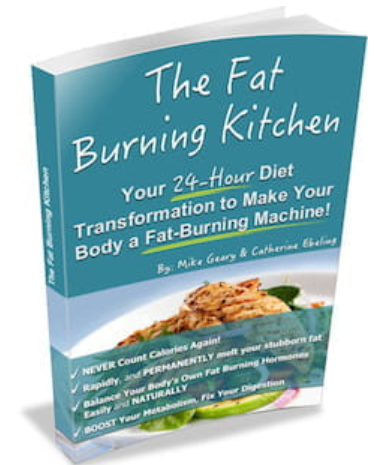 The Fat
Burning Kitchen
Your 24-Hour Diet
Transformation to Make Your
Body a Fat-Burning Machine!
By: Mike Geary & Catherine Ebeling
The Fat Burning Kitchen
✓ NEVER Count Calories Again!
✓ Rapidly, and PERMANENTLY melt your stubborn fat
✓ Balance Your Body's Own Fat Burning Hormones
Easily and NATURALLY
✓ BOOST Your Metabolism, Fix Your Digestion